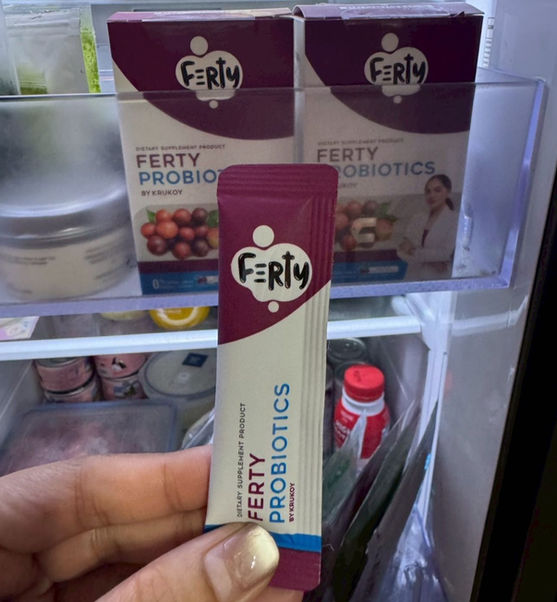 FERTY
DIETARY SUPPLEMENT PRODUCT
FERTY
BY KRUKOY
FERTY
DIETARY SUPPLEMENT PRODUCT
FERTY
PROBIOTICS
FERTY
DIETARY SUPPLEMENT PRODUCT
FERTY
PROBIOTICS
BY KRUKOY